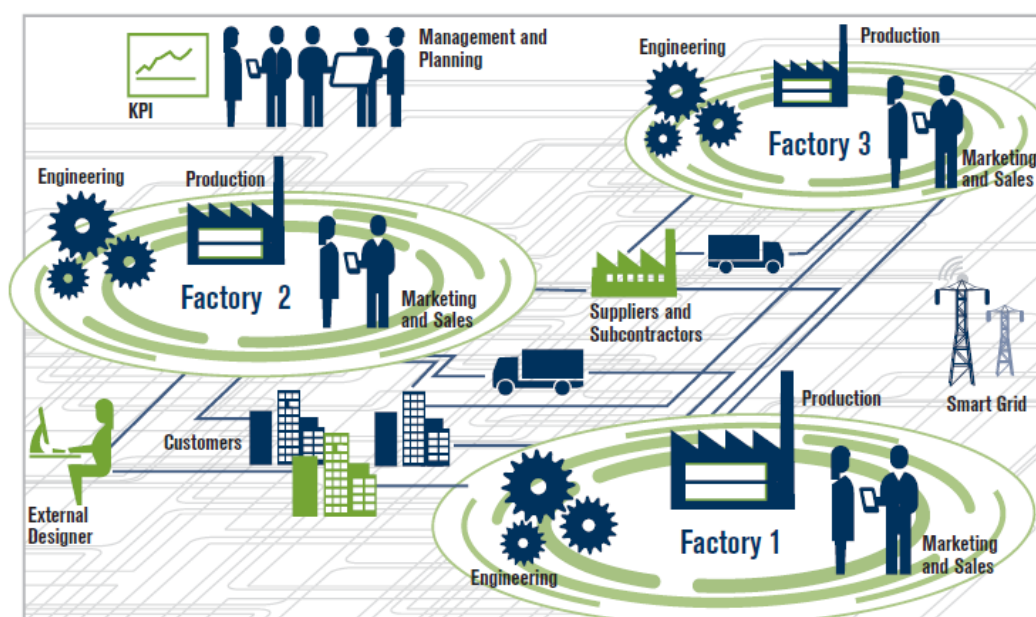 KPI
Management and
Planning
Engineering
Production
Factory 3
Marketing
and Sales
Engineering
Production
Factory 2
Marketing
and Sales
Suppliers and
Subcontractors
Smart Grid
Customers
External
Designer
Production
Factory 1
Engineering
Marketing
and Sales